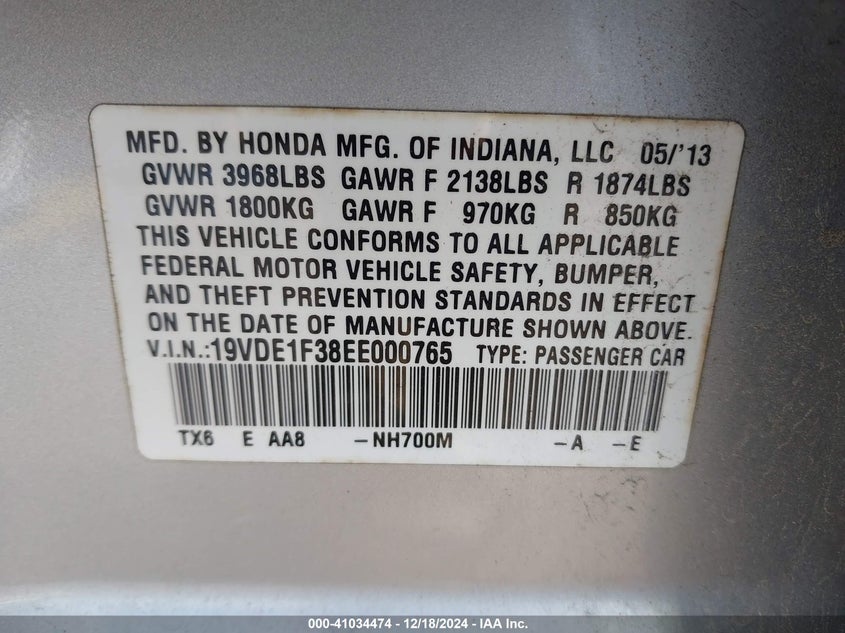 MFD. BY HONDA MFG. OF INDIANA, LLC 05/'13
GVWR 3968LBS GAWR F 2138LBS R 1874LBS
GVWR 1800KG GAWR F 970KG R 850KG
THIS VEHICLE CONFORMS TO ALL APPLICABLE
FEDERAL MOTOR VEHICLE SAFETY, BUMPER,
AND THEFT PREVENTION STANDARDS IN EFFECT
ON THE DATE OF MANUFACTURE SHOWN ABOVE.
V.I.N.:19VDE1F38EE000765 TYPE: PASSENGER CAR
TX6 E AA8 -NH700M -A -E
000-41034474 - 12/18/2024 - IAA Inc.